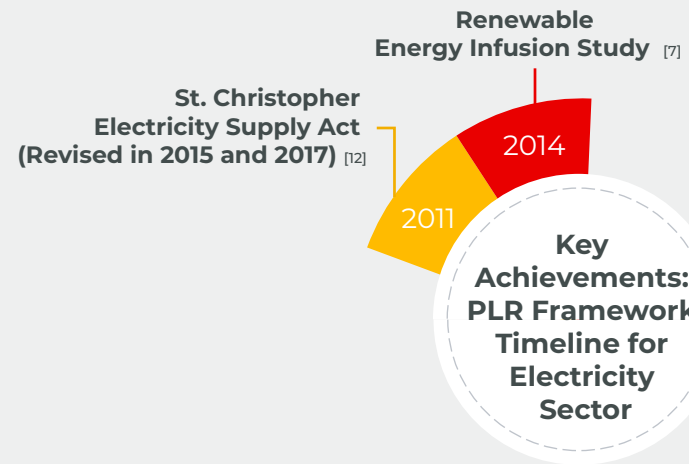 Renewable
Energy Infusion Study [7]
St. Christopher
Electricity Supply Act
(Revised in 2015 and 2017) [12]
2014
2011
Key
Achievements:
PLR Framework
Timeline for
Electricity
Sector